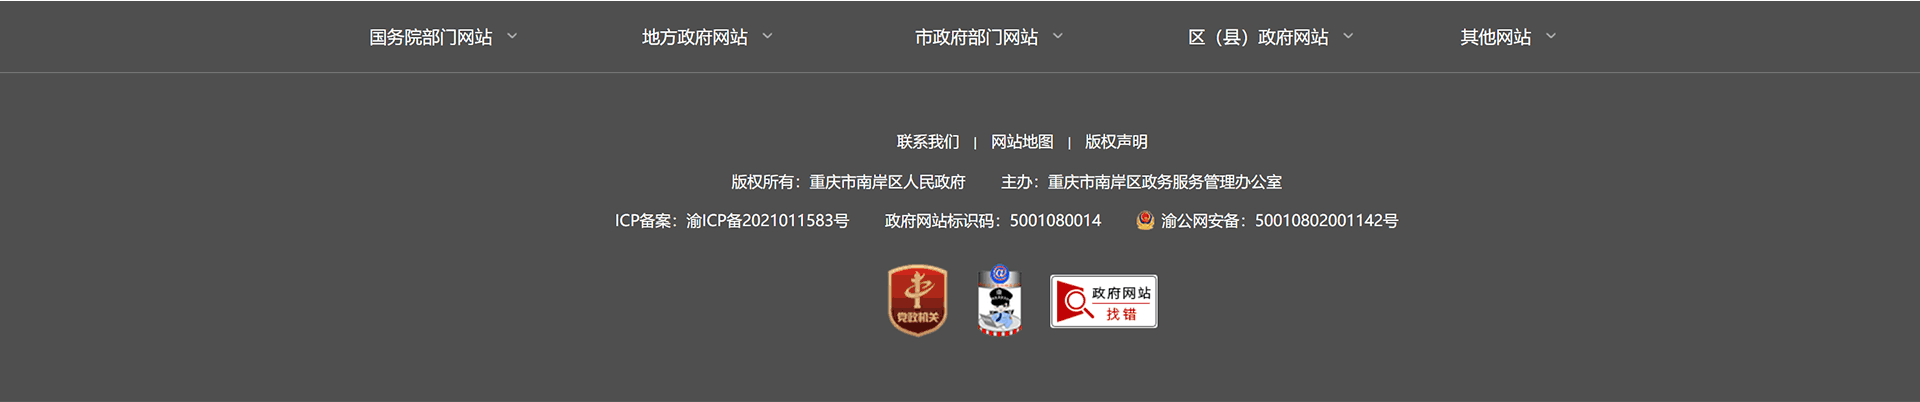 国务院部门网站 地方政府网站 市政府部门网站 区（县）政府网站 其他网站
联系我们 | 网站地图 | 版权声明
版权所有：重庆市南岸区人民政府 主办：重庆市南岸区政务服务管理办公室
ICP备案：渝ICP备2021011583号 政府网站标识码：5001080014 渝公网安备：50010802001142号
党政机关
@
政府网站
找错